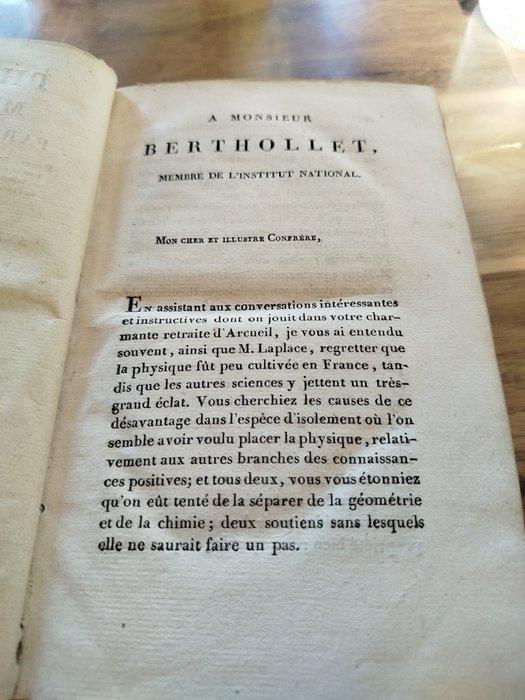 A MONSIEUR
BERTHOLLET,
MEMBRE DE L'INSTITUT NATIONAL.
MON CHER ET ILLUSTRE CONFRÈRE,
EN assistant aux conversations intéressantes
et instructives dont on jouit dans votre char-
mante retraite d'Arcueil, je vous ai entendu
souvent, ainsi que M. Laplace, regretter que
la physique fût peu cultivée en France, tan-
dis que les autres sciences y jettent un très-
grand éclat. Vous cherchiez les causes de ce
désavantage dans l'espèce d'isolement où l'on
semble avoir voulu placer la physique, relati-
vement aux autres branches des connaissan-
ces positives; et tous deux, vous vous étonniez
qu'on eût tenté de la séparer de la géométrie
et de la chimie; deux soutiens sans lesquels
elle ne saurait faire un pas.